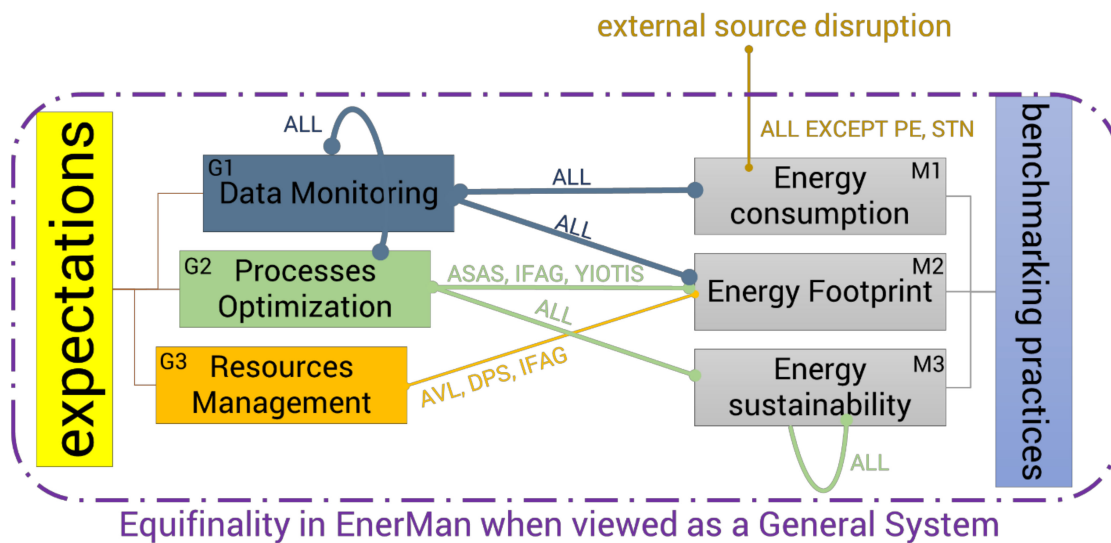 external source disruption
ALL EXCEPT PE, STN
expectations
ALL
G1
Data Monitoring
G2
Processes
Optimization
G3
Resources
Management
ALL
ALL
ASAS, IFAG, YIOTIS
ALL
AVL, DPS, IFAG
M1
Energy
consumption
M2
Energy Footprint
M3
Energy
sustainability
ALL
benchmarking practices
Equifinality in EnerMan when viewed as a General System